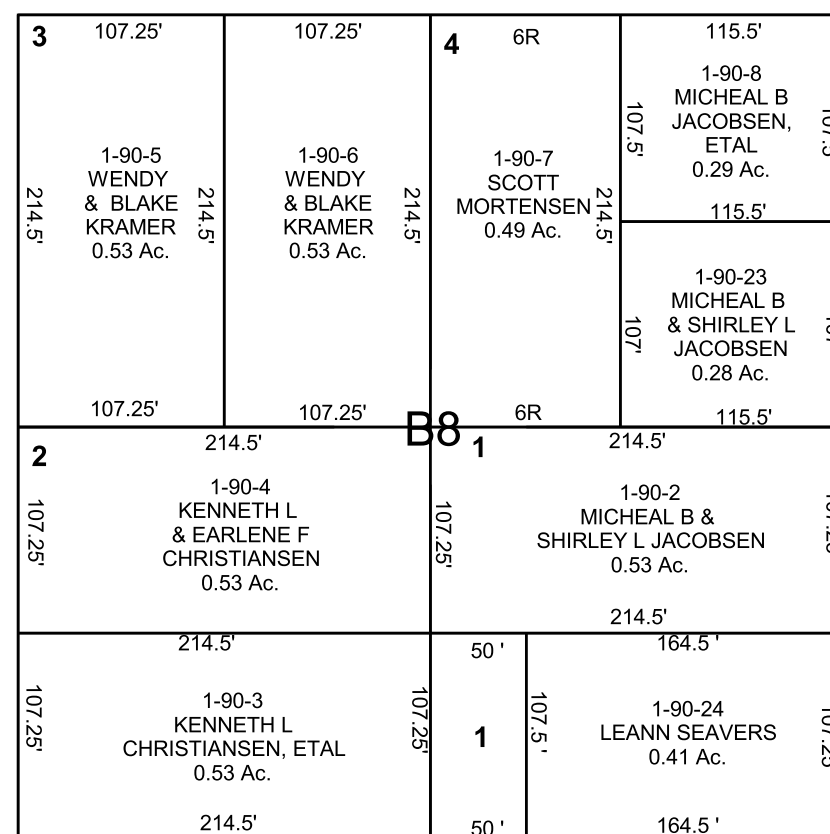 3
107.25'
214.5'
1-90-5
WENDY
& BLAKE
KRAMER
0.53 Ac.
214.5'
107.25'
107.25'
1-90-6
WENDY
& BLAKE
KRAMER
0.53 Ac.
214.5'
107.25'
4
6R
1-90-7
SCOTT
MORTENSEN
0.49 Ac.
214.5'
6R
115.5'
107.5'
1-90-8
MICHEAL B
JACOBSEN,
ETAL
0.29 Ac.
115.5'
107'
1-90-23
MICHEAL B
& SHIRLEY L
JACOBSEN
0.28 Ac.
115.5'
B8
2
214.5'
107.25'
1-90-4
KENNETH L
& EARLENE F
CHRISTIANSEN
0.53 Ac.
1
214.5'
107.25'
1-90-2
MICHEAL B &
SHIRLEY L JACOBSEN
0.53 Ac.
214.5'
214.5'
107.25'
1-90-3
KENNETH L
CHRISTIANSEN, ETAL
0.53 Ac.
107.25'
214.5'
50 '
1
50 '
164.5 '
107.5 '
1-90-24
LEANN SEAVERS
0.41 Ac.
164.5 '